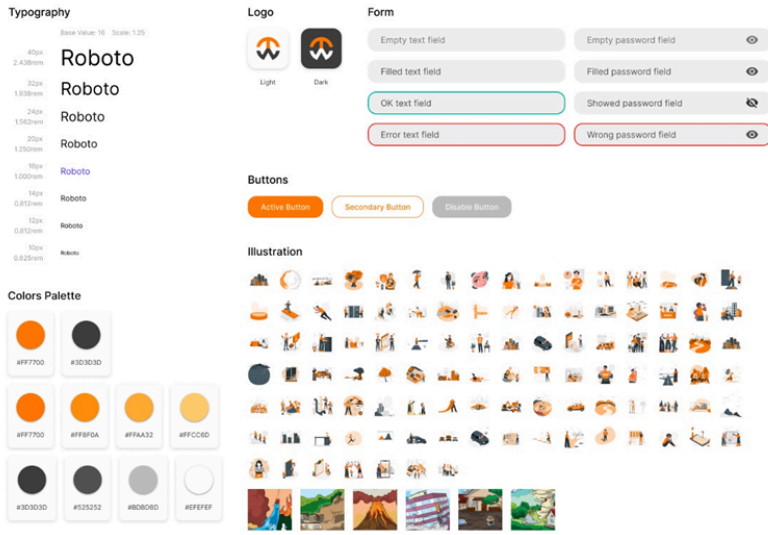 Typography
Base Value: 16 Scale: 1.25
40px
2.438rem
Roboto
32px
1.938rem
Roboto
24px
1.562rem
Roboto
20px
1.250rem
Roboto
16px
1.000rem
Roboto
14px
0.812rem
Roboto
12px
0.812rem
Roboto
10px
0.625rem
Roboto
Colors Palette
#FF7700
#3D3D3D
#FF7700
#FF8F0A
#FFAA32
#FFCC6D
#3D3D3D
#525252
#BDBDBD
#EFEFEF
Logo
Light
Dark
Form
Empty text field
Empty password field
Filled text field
Filled password field
OK text field
Showed password field
Error text field
Wrong password field
Buttons
Active Button
Secondary Button
Disable Button
Illustration